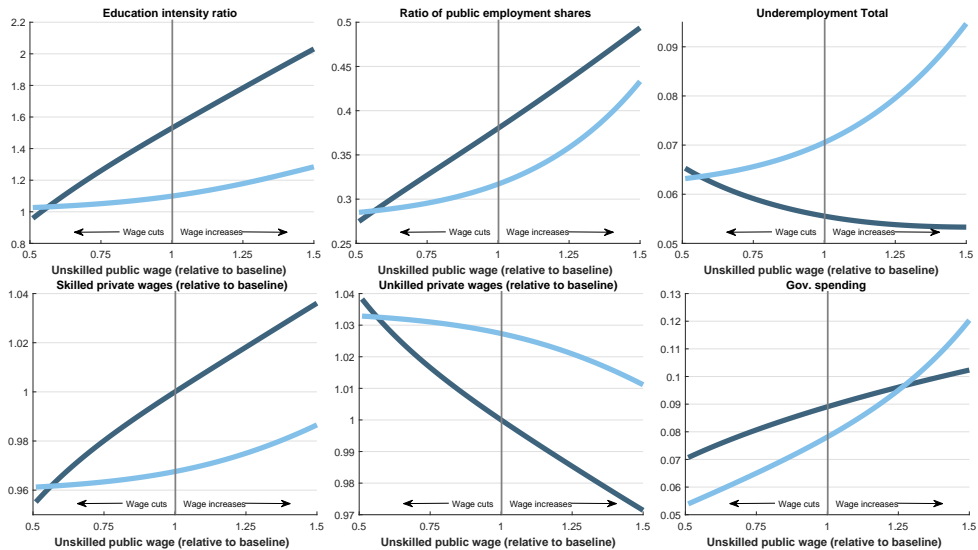 Education intensity ratio
2.2
2
1.8
1.6
1.4
1.2
1
0.8
Wage cuts Wage increases
0.5 0.75 1 1.25 1.5
Unskilled public wage (relative to baseline)
Ratio of public employment shares
0.5
0.45
0.4
0.35
0.3
0.25
Wage cuts Wage increases
0.5 0.75 1 1.25 1.5
Unskilled public wage (relative to baseline)
Underemployment Total
0.09
0.08
0.07
0.06
0.05
Wage cuts Wage increases
0.5 0.75 1 1.25 1.5
Unskilled public wage (relative to baseline)
Skilled private wages (relative to baseline)
1.04
1.02
1
0.98
0.96
Wage cuts Wage increases
0.5 0.75 1 1.25 1.5
Unskilled public wage (relative to baseline)
Unkilled private wages (relative to baseline)
1.04
1.03
1.02
1.01
1
0.99
0.98
0.97
Wage cuts Wage increases
0.5 0.75 1 1.25 1.5
Unskilled public wage (relative to baseline)
Gov. spending
0.13
0.12
0.11
0.1
0.09
0.08
0.07
0.06
0.05
Wage cuts Wage increases
0.5 0.75 1 1.25 1.5
Unskilled public wage (relative to baseline)